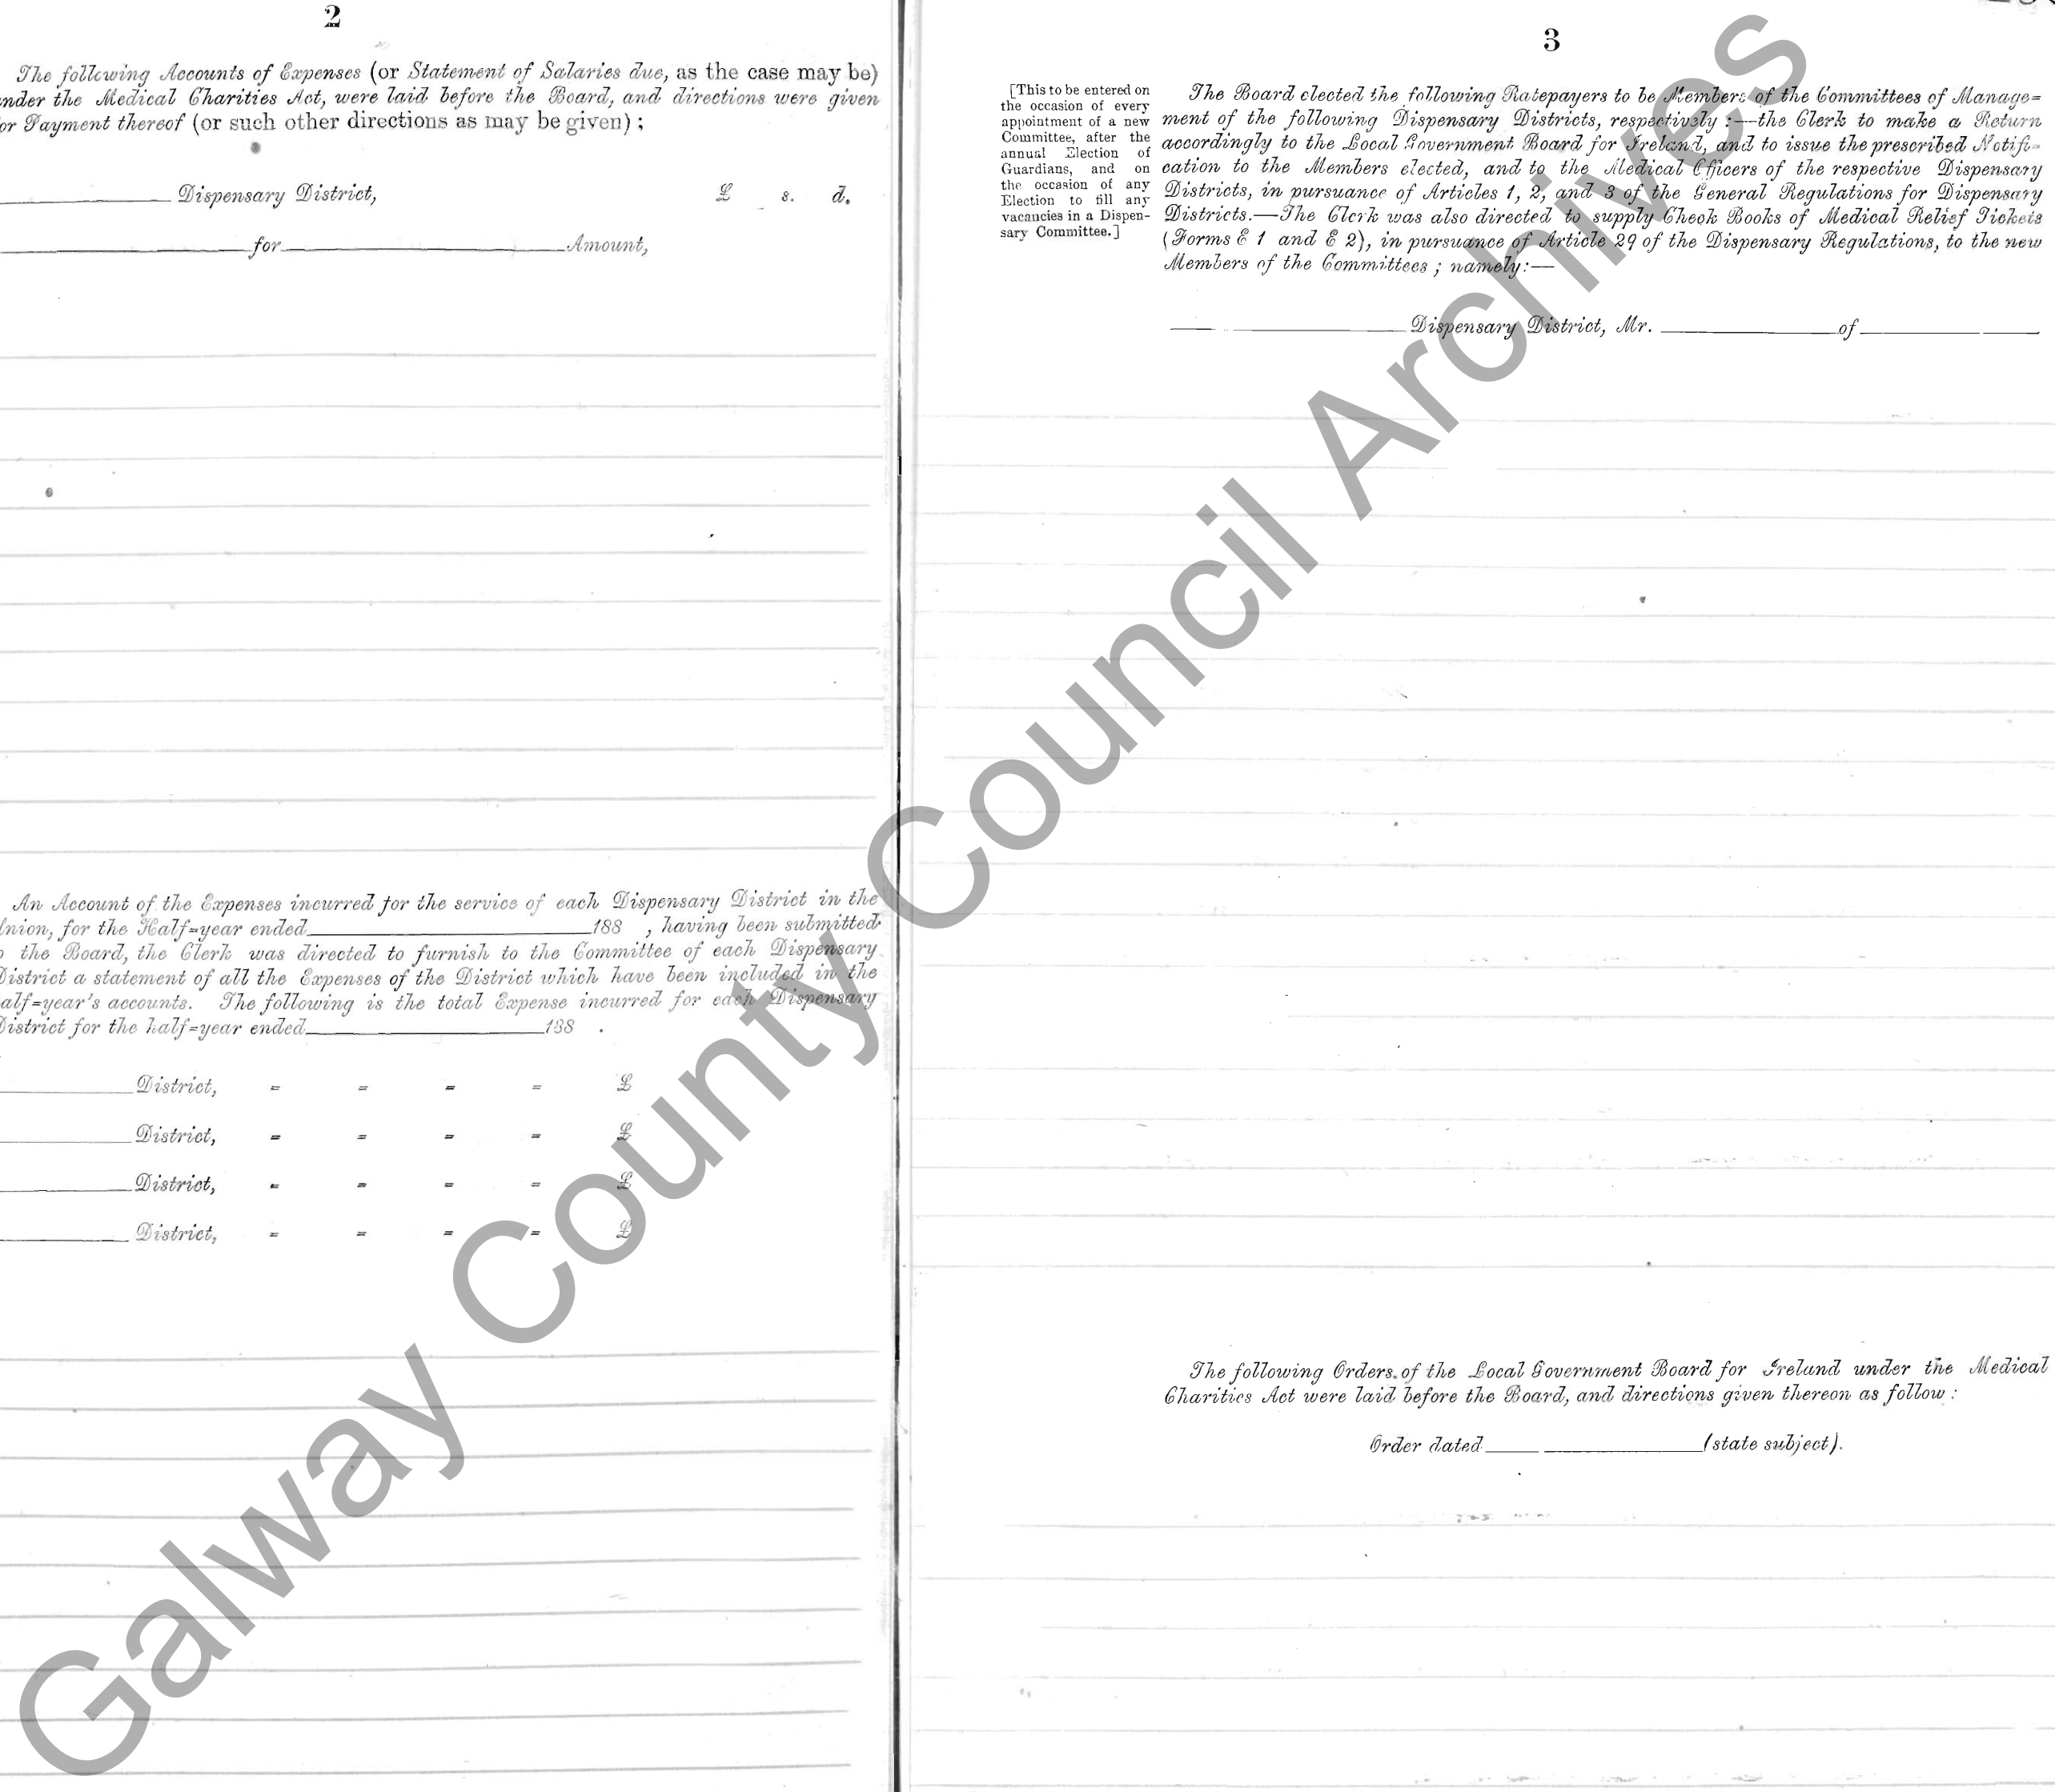 2
The following Accounts of Expenses (or Statement of Salaries due, as the case may be)
nder the Medical Charities Act, were laid before the Board, and directions were given
or Payment thereof (or such other directions as may be given);
Dispensary District, £ s. d.
for Amount,
An Account of the Expenses incurred for the service of each Dispensary District in the
nion, for the Half=year ended 188 , having been submitted
o the Board, the Clerk was directed to furnish to the Committee of each Dispensary
District a statement of all the Expenses of the District which have been included in the
alf=year's accounts. The following is the total Expense incurred for each Dispensary
District for the half=year ended 188 .
District, = = = = £
District, = = = = £
District, = = = = £
District, = = = = £
3
[This to be entered on
the occasion of every
appointment of a new
Committee, after the
annual Election of
Guardians, and on
the occasion of any
Election to fill any
vacancies in a Dispen-
sary Committee.]
The Board elected the following Ratepayers to be Members of the Committees of Manage=
ment of the following Dispensary Districts, respectively :—the Clerk to make a Return
accordingly to the Local Government Board for Ireland, and to issue the prescribed Notifi=
cation to the Members elected, and to the Medical Officers of the respective Dispensary
Districts, in pursuance of Articles 1, 2, and 3 of the General Regulations for Dispensary
Districts.—The Clerk was also directed to supply Check Books of Medical Relief Tickets
(Forms E 1 and E 2), in pursuance of Article 29 of the Dispensary Regulations, to the new
Members of the Committees ; namely:—
Dispensary District, Mr. of
The following Orders of the Local Government Board for Ireland under the Medical
Charities Act were laid before the Board, and directions given thereon as follow :
Order dated (state subject).
Galway County Council Archives